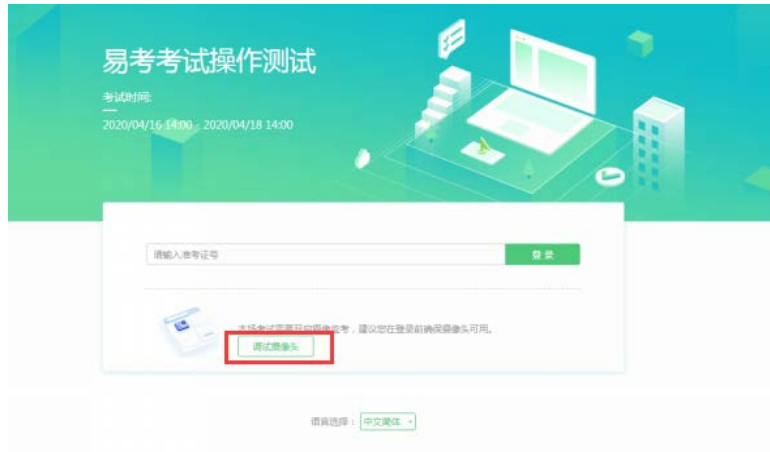 易考考试操作测试
考试时间:
2020/04/16 14:00 - 2020/04/18 14:00
请输入准考证号
登录
本场考试需要开启摄像监考，建议您在登录前确保摄像头可用。
调试摄像头
语言选择： 中文简体